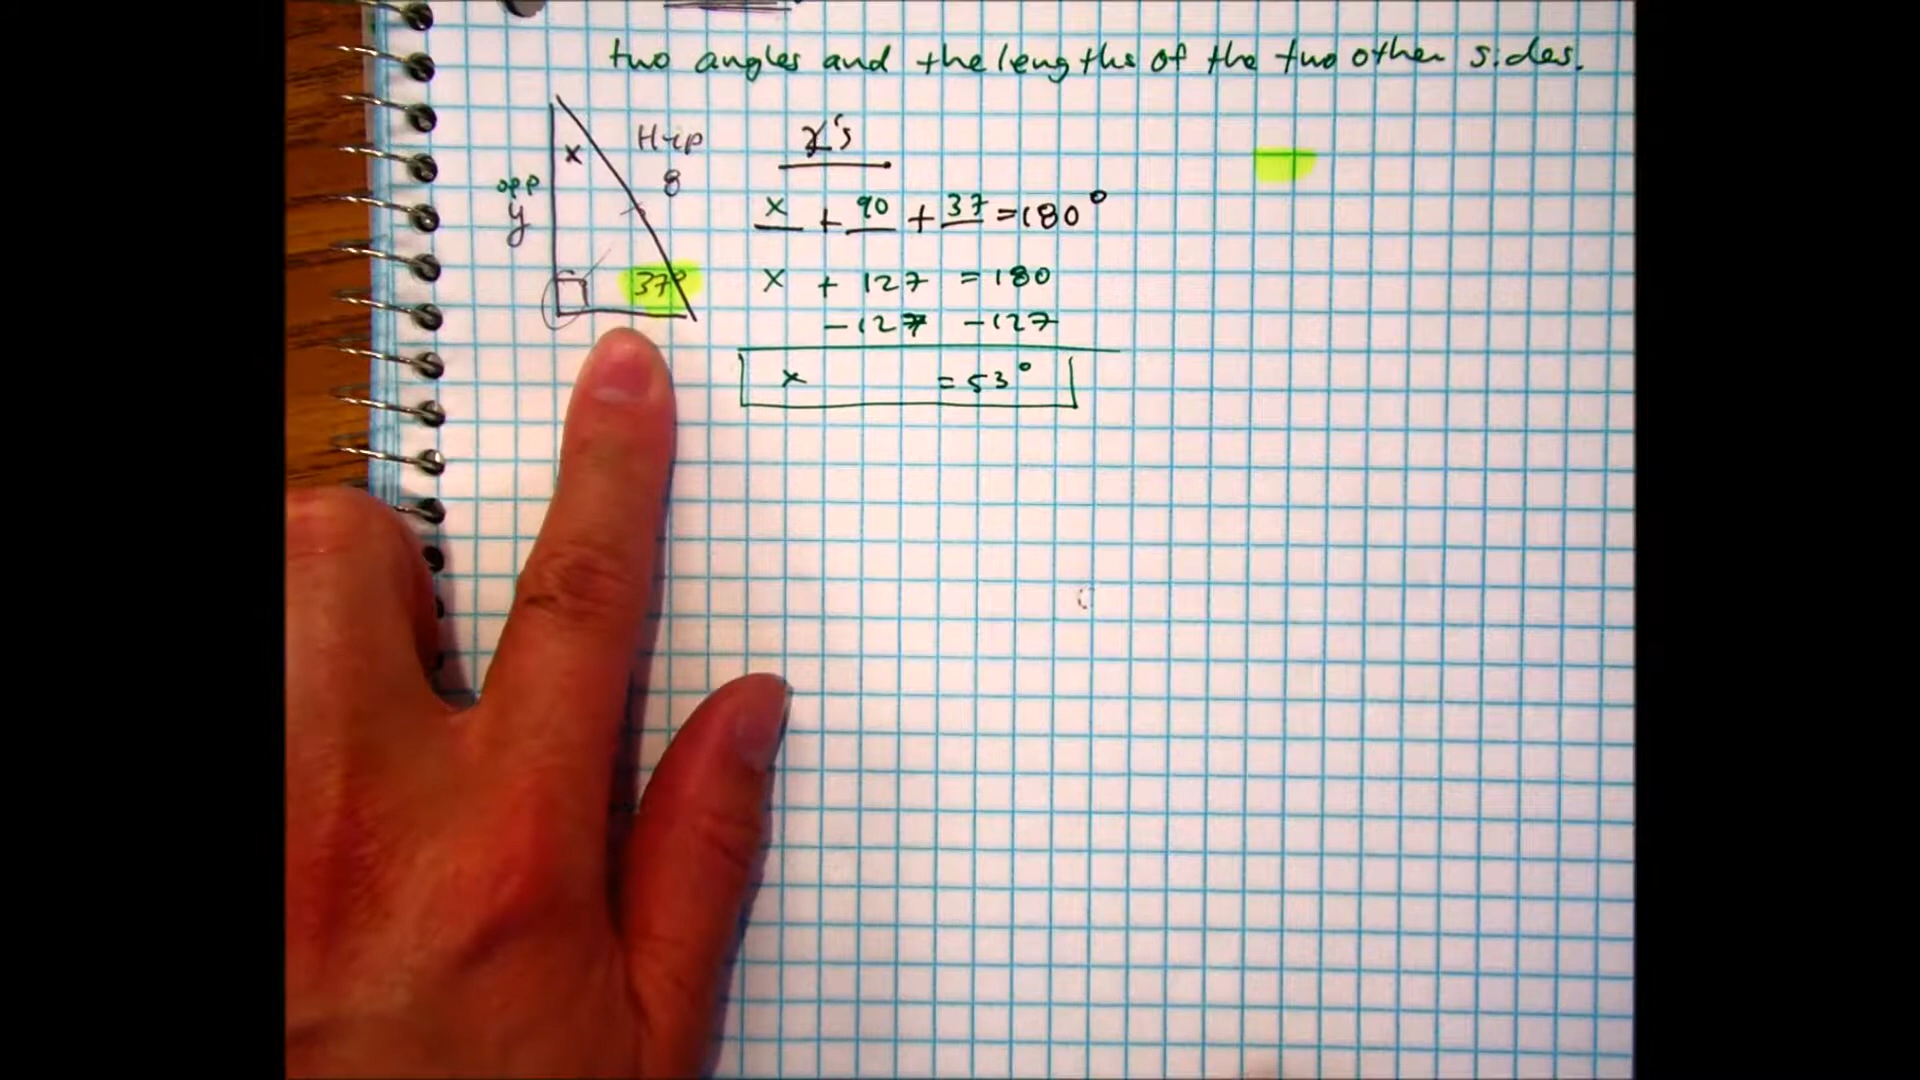 two angles and the lengths of the two other sides.
x
Hyp
8
opp
y
37°
∠'s
x + 90 + 37 = 180°
x + 127 = 180
-127 -127
x = 53°